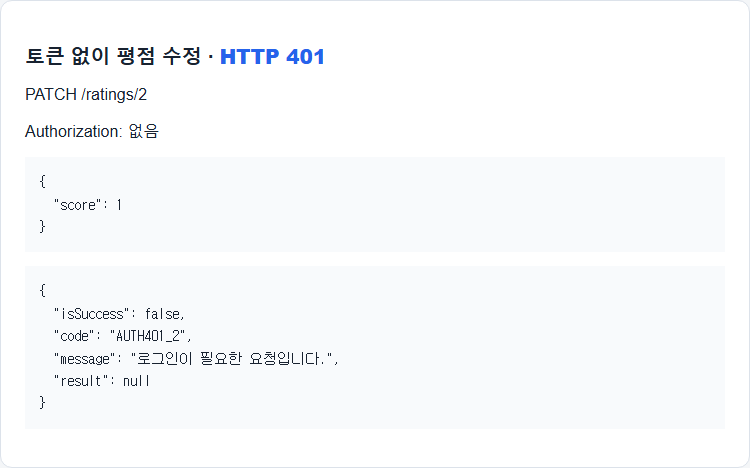 토큰 없이 평점 수정 · HTTP 401
PATCH /ratings/2
Authorization: 없음
{
  "score": 1
}
{
  "isSuccess": false,
  "code": "AUTH401_2",
  "message": "로그인이 필요한 요청입니다.",
  "result": null
}